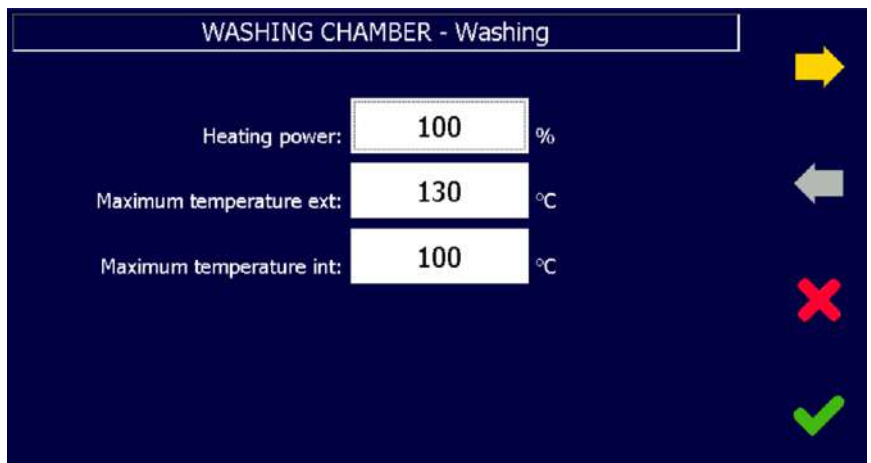 WASHING CHAMBER - Washing
Heating power: 100 %
Maximum temperature ext: 130 °C
Maximum temperature int: 100 °C